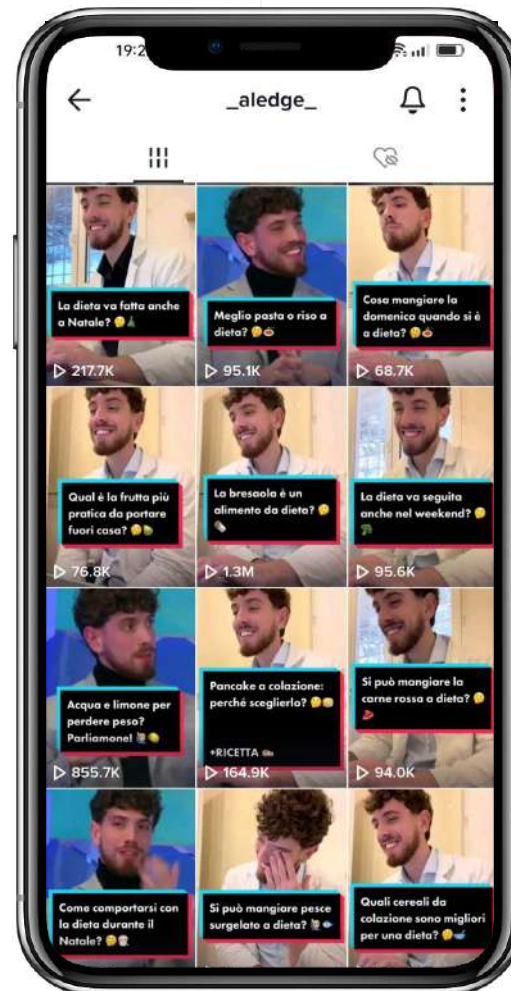 19:2
_aledge_
La dieta va fatta anche
a Natale? 🤔🎄
217.7K
Meglio pasta o riso a
dieta? 🤔🍝
95.1K
Cosa mangiare la
domenica quando si è
a dieta? 🤔🍝
68.7K
Qual è la frutta più
pratica da portare
fuori casa? 🤔🍏
76.8K
La bresaola è un
alimento da dieta? 🤔
1.3M
La dieta va seguita
anche nel weekend? 🤔
🥦
95.6K
Acqua e limone per
perdere peso?
Parliamone! 🍋
855.7K
Pancake a colazione:
perché sceglierlo? 🤔🥞
+RICETTA
164.9K
Si può mangiare la
carne rossa a dieta? 🤔
🥩
94.0K
Come comportarsi con
la dieta durante il
Natale? 🤔🎅
Si può mangiare pesce
surgelato a dieta? 🐟
Quali cereali da
colazione sono migliori
per una dieta? 🤔🥣